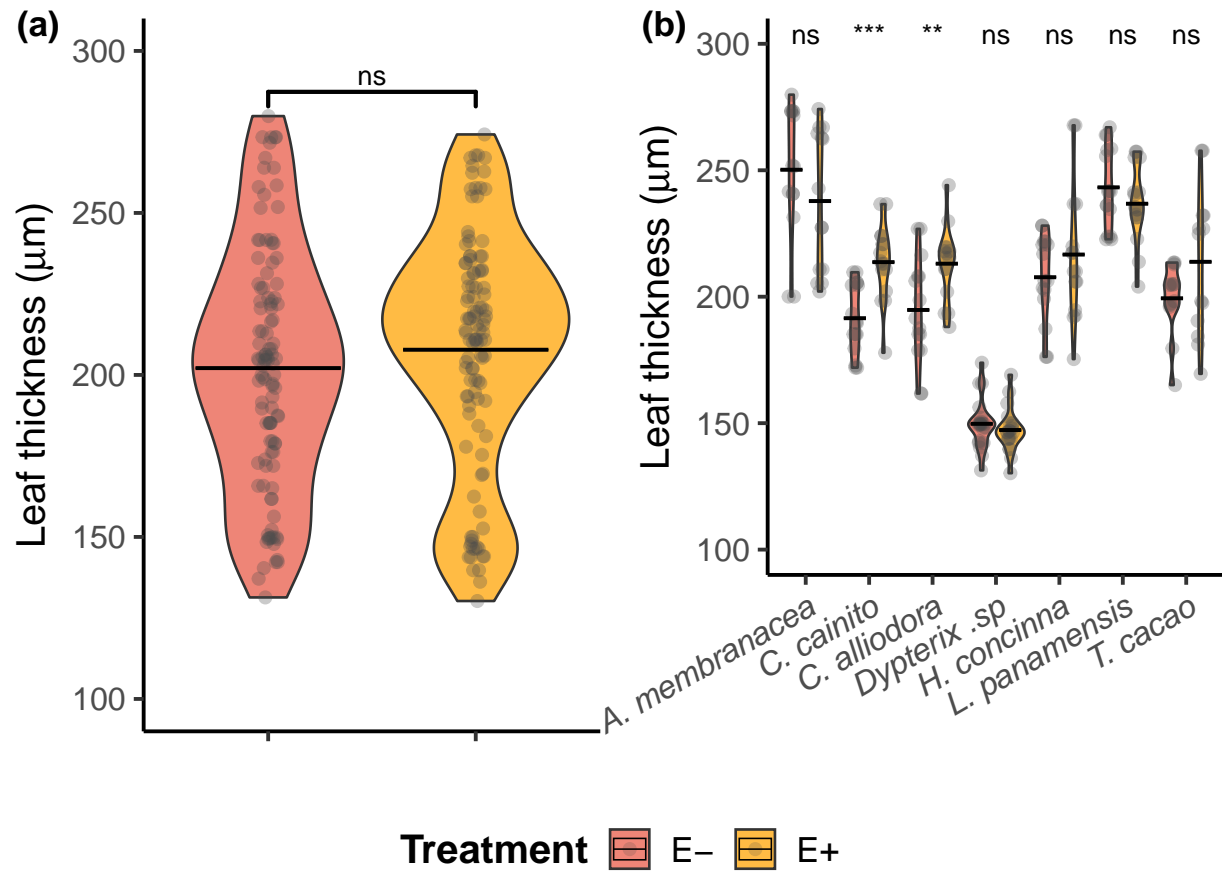 (a)
ns
Leaf thickness (μm)
300
250
200
150
100
(b)
ns *** ** ns ns ns ns
Leaf thickness (μm)
300
250
200
150
100
A. membranacea
C. cainito
C. alliodora
Dypterix .sp
H. concinna
L. panamensis
T. cacao
Treatment E− E+